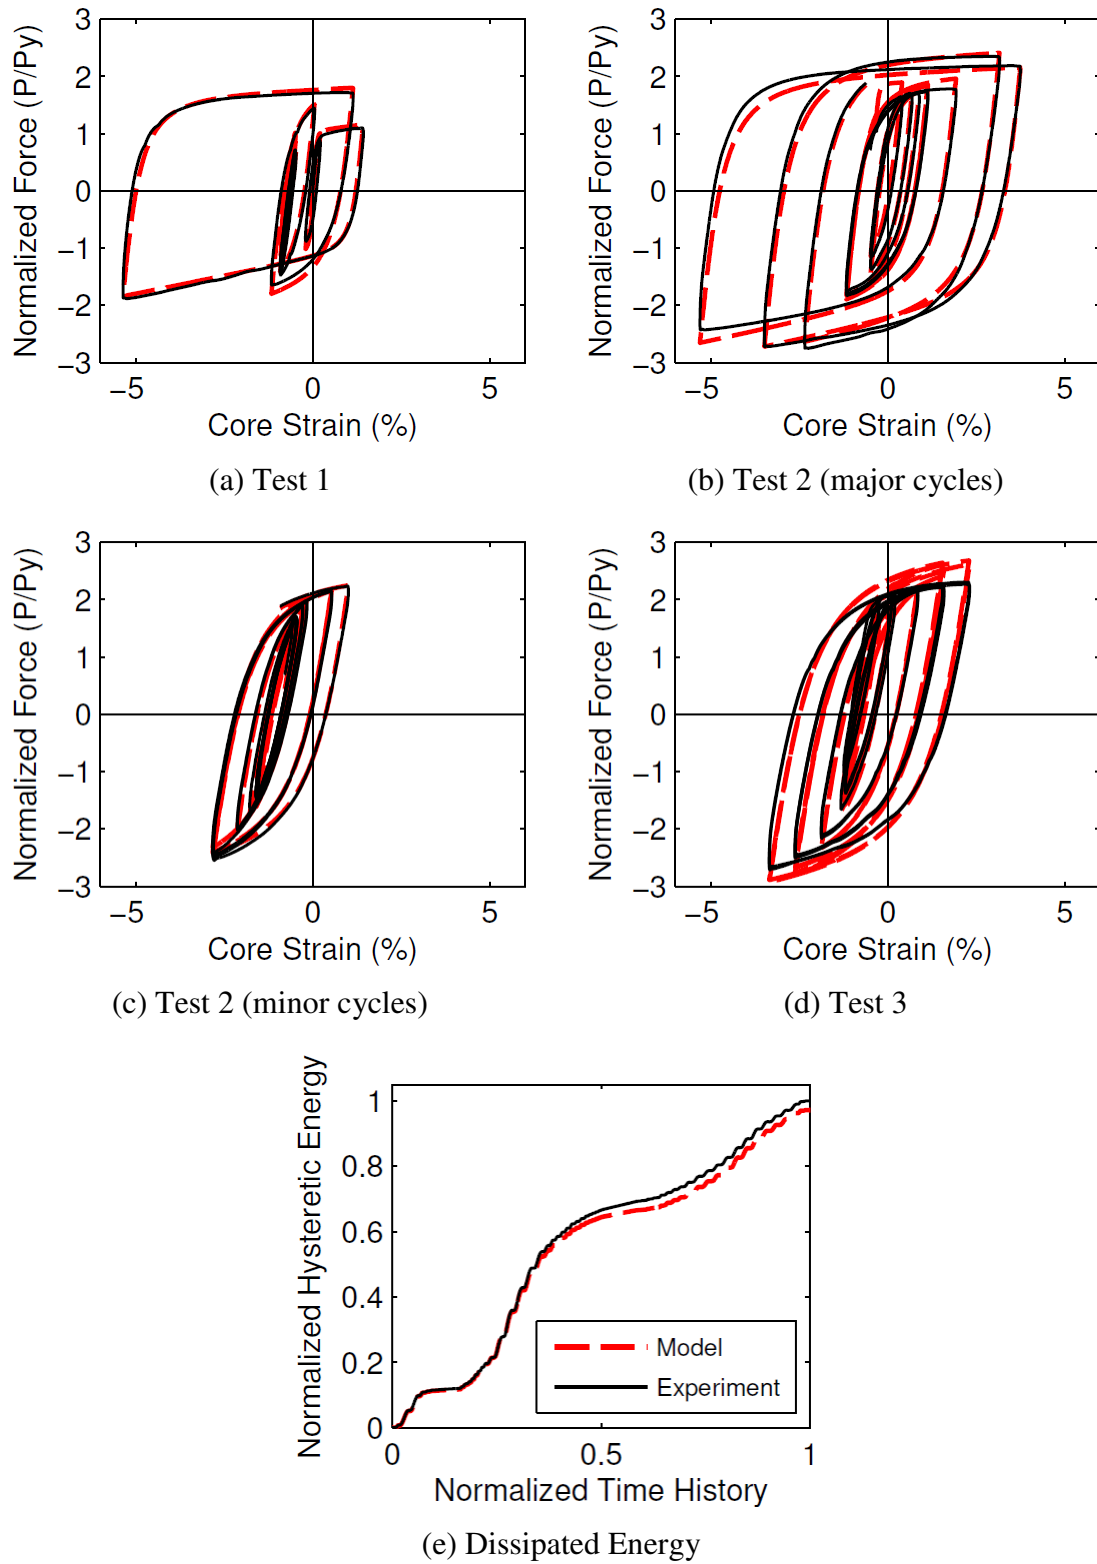 3
2
1
0
−1
−2
−3
−5
0
5
Normalized Force (P/Py)
Core Strain (%)
(a) Test 1
3
2
1
0
−1
−2
−3
−5
0
5
Normalized Force (P/Py)
Core Strain (%)
(b) Test 2 (major cycles)
3
2
1
0
−1
−2
−3
−5
0
5
Normalized Force (P/Py)
Core Strain (%)
(c) Test 2 (minor cycles)
3
2
1
0
−1
−2
−3
−5
0
5
Normalized Force (P/Py)
Core Strain (%)
(d) Test 3
1
0.8
0.6
0.4
0.2
0
0
0.5
1
Normalized Hysteretic Energy
Model
Experiment
Normalized Time History
(e) Dissipated Energy